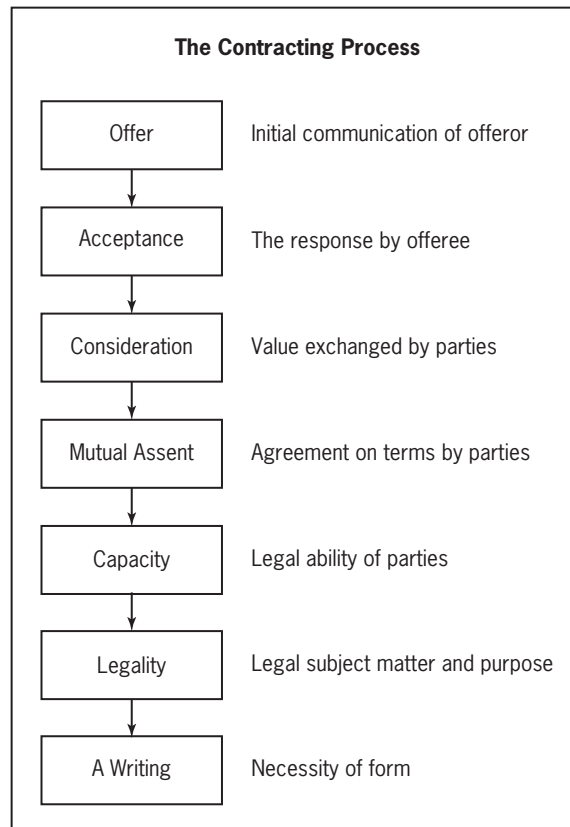 The Contracting Process
Offer Initial communication of offeror
Acceptance The response by offeree
Consideration Value exchanged by parties
Mutual Assent Agreement on terms by parties
Capacity Legal ability of parties
Legality Legal subject matter and purpose
A Writing Necessity of form